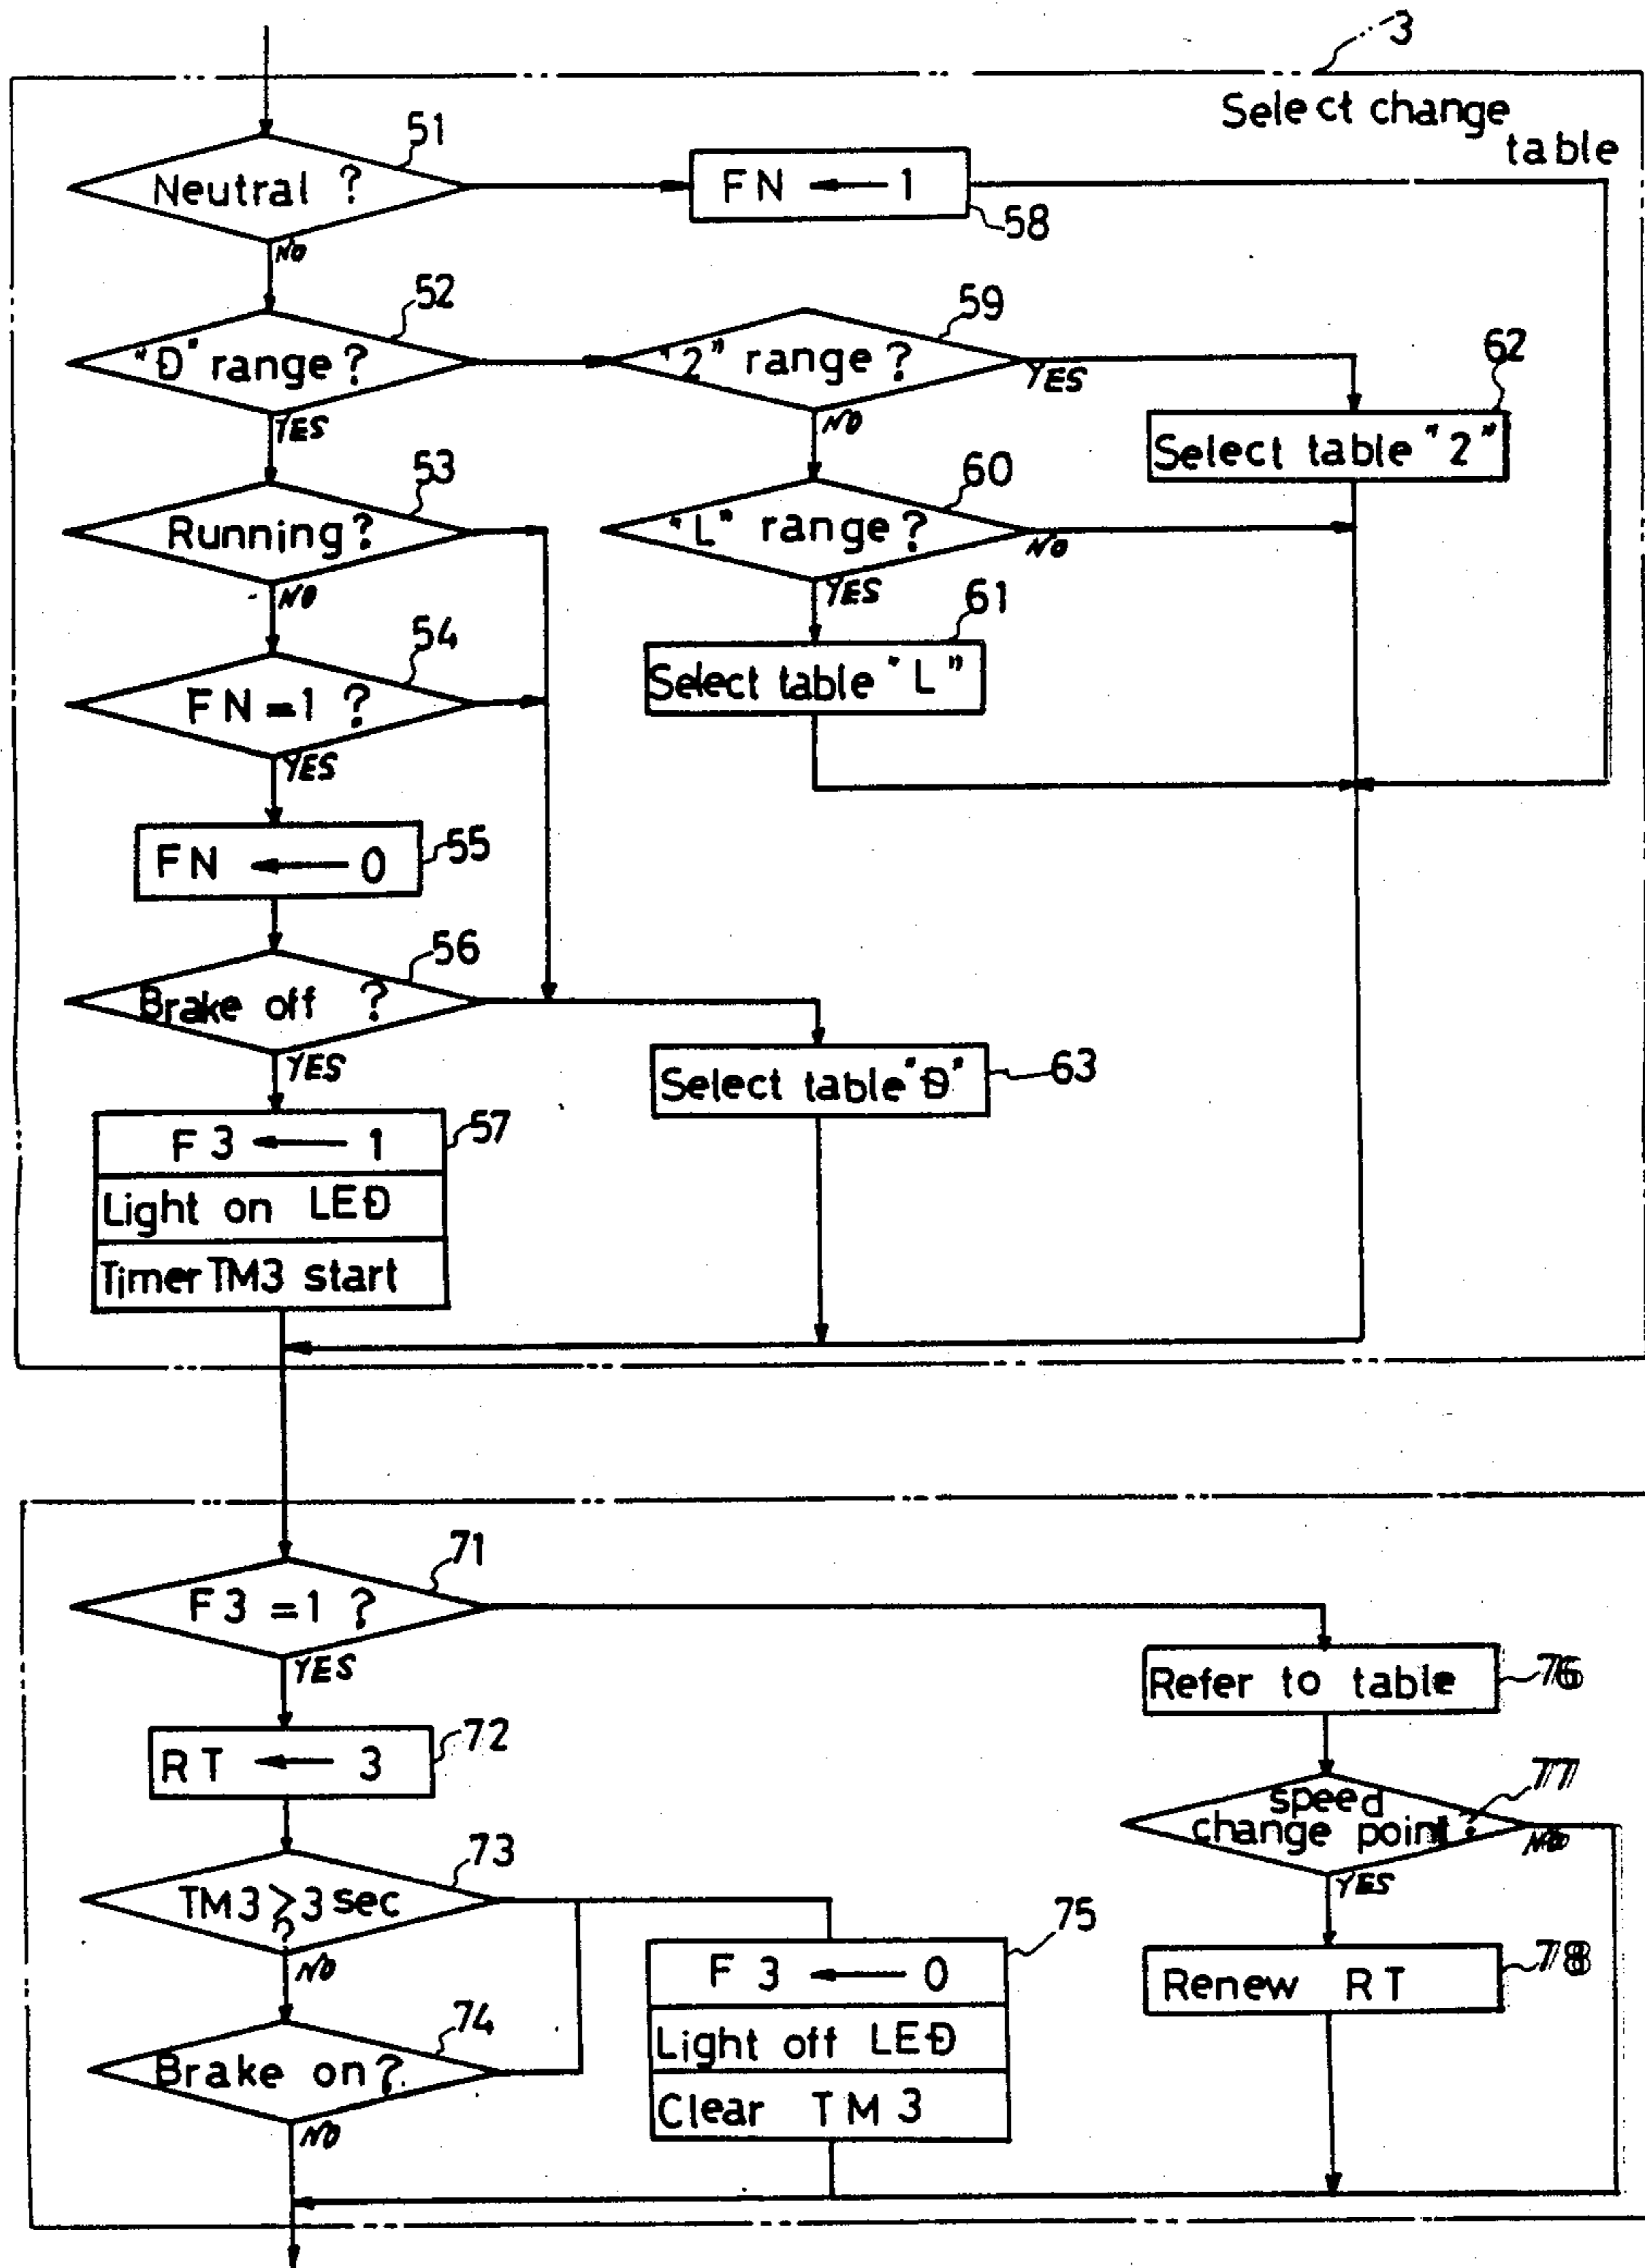 3
Select change
table
51
Neutral ?
FN ← 1
58
NO
52
"D" range?
59
"2" range?
YES
62
Select table "2"
YES
NO
53
Running?
60
"L" range?
NO
NO
YES
61
Select table "L"
54
FN=1 ?
YES
FN ← 0
55
56
Brake off ?
YES
Select table "D"
63
F3 ← 1
57
Light on LED
Timer TM3 start
71
F3 =1 ?
YES
Refer to table
76
RT ← 3
72
speed
change point?
77
NO
YES
73
TM3≥3sec
?
NO
75
F3 ← 0
Light off LED
Clear TM3
Renew RT
78
74
Brake on?
NO